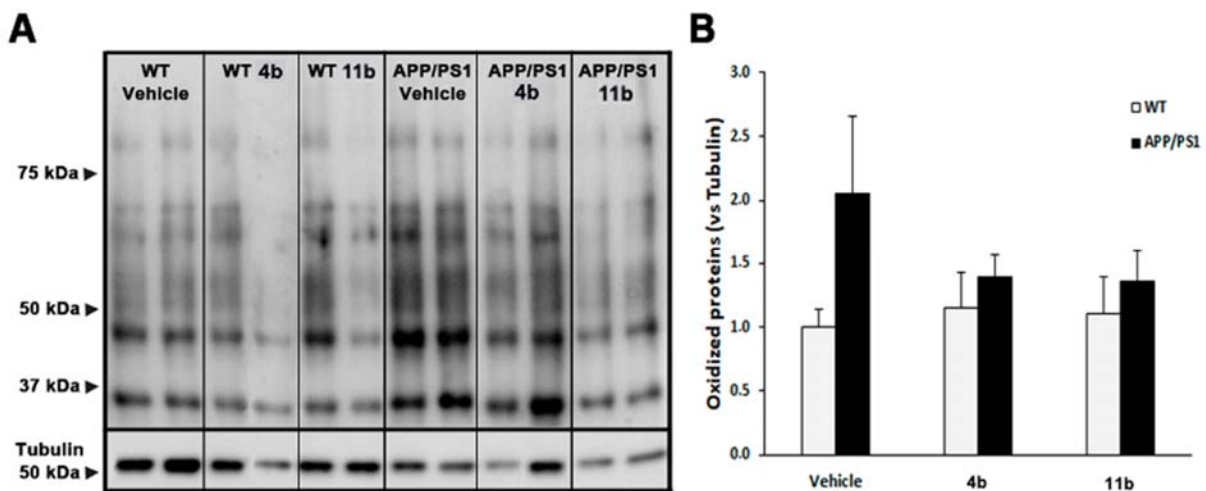 A
WT
Vehicle
WT 4b
WT 11b
APP/PS1
Vehicle
APP/PS1
4b
APP/PS1
11b
75 kDa
50 kDa
37 kDa
Tubulin
50 kDa
B
Oxidized proteins (vs Tubulin)
3.0
2.5
2.0
1.5
1.0
0.5
0.0
WT
APP/PS1
Vehicle
4b
11b